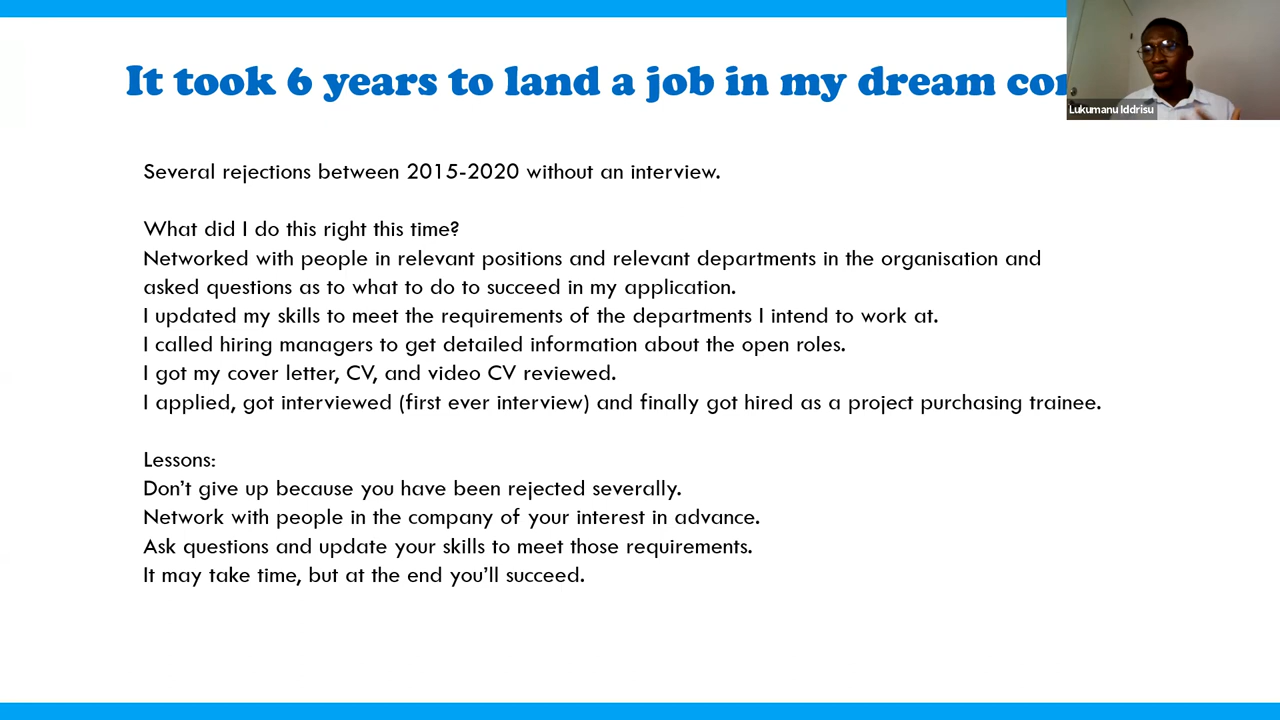 It took 6 years to land a job in my dream
Lukumanu Iddrisu
Several rejections between 2015-2020 without an interview.
What did I do this right this time?
Networked with people in relevant positions and relevant departments in the organisation and
asked questions as to what to do to succeed in my application.
I updated my skills to meet the requirements of the departments I intend to work at.
I called hiring managers to get detailed information about the open roles.
I got my cover letter, CV, and video CV reviewed.
I applied, got interviewed (first ever interview) and finally got hired as a project purchasing trainee.
Lessons:
Don’t give up because you have been rejected severally.
Network with people in the company of your interest in advance.
Ask questions and update your skills to meet those requirements.
It may take time, but at the end you’ll succeed.